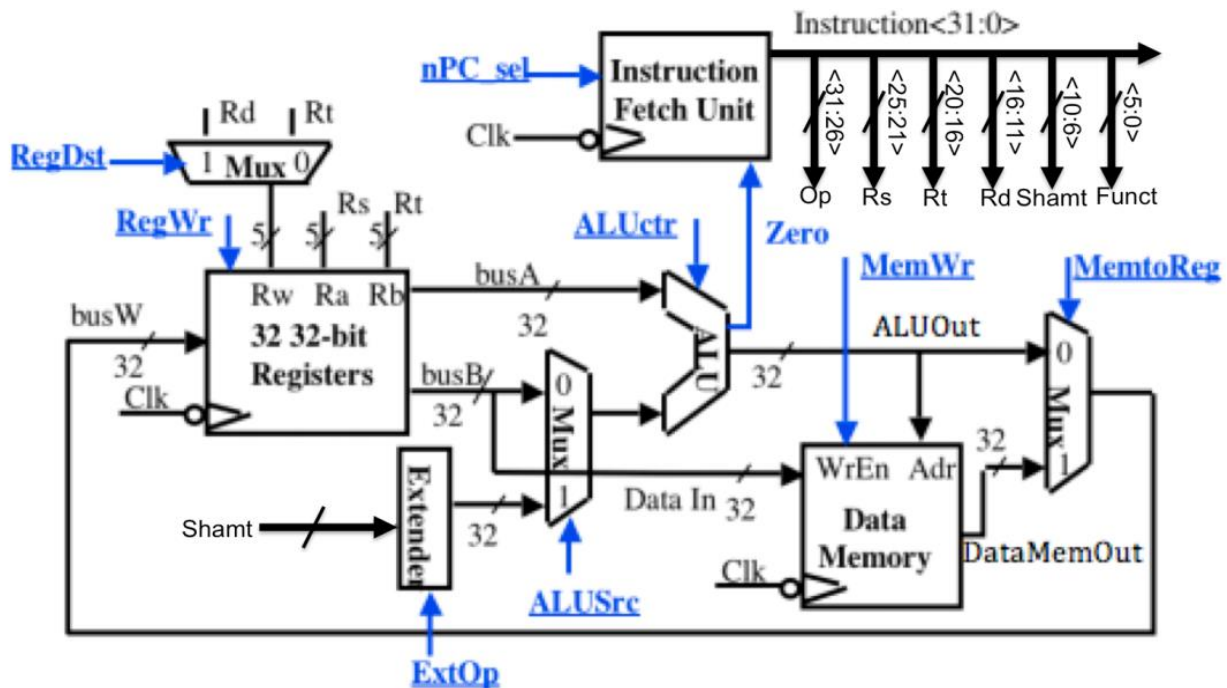 Instruction<31:0>
nPC_sel
Instruction
Fetch Unit
Clk
<31:26>
<25:21>
<20:16>
<16:11>
<10:6>
<5:0>
Op Rs Rt Rd Shamt Funct
Rd Rt
RegDst
1 Mux 0
RegWr
5 5 Rs 5 Rt
ALUctr
Zero
MemWr
MemtoReg
Rw Ra Rb
32 32-bit
Registers
busW
32
Clk
busA
32
busB
32
0
Mux
1
ALU
32
ALUOut
0
Mux
1
WrEn Adr
Data
Memory
32
DataMemOut
Data In 32
Clk
Shamt
Extender
32
ALUSrc
ExtOp